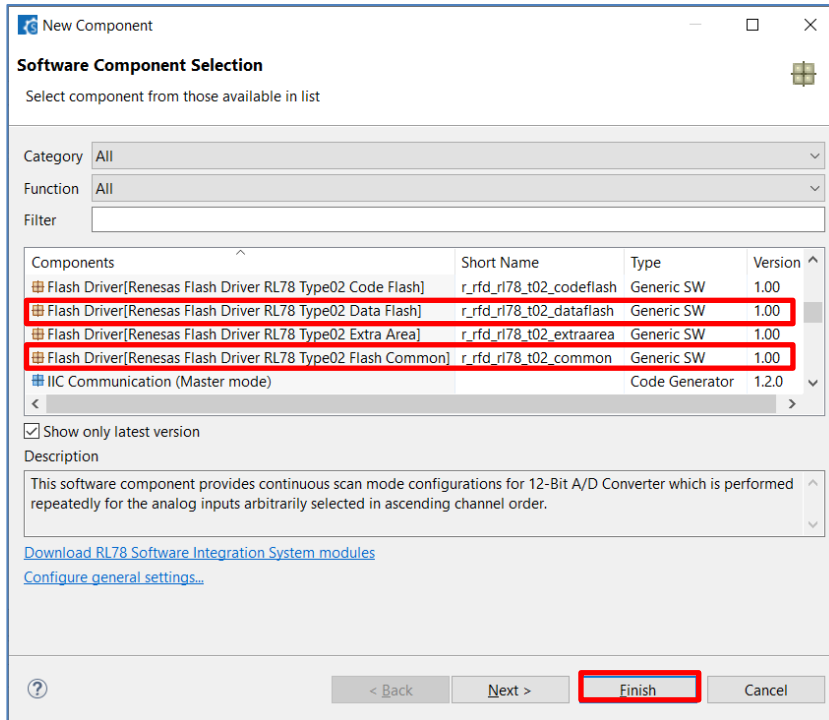 New Component
Software Component Selection
Select component from those available in list
Category All
Function All
Filter
Components Short Name Type Version
Flash Driver[Renesas Flash Driver RL78 Type02 Code Flash] r_rfd_rl78_t02_codeflash Generic SW 1.00
Flash Driver[Renesas Flash Driver RL78 Type02 Data Flash] r_rfd_rl78_t02_dataflash Generic SW 1.00
Flash Driver[Renesas Flash Driver RL78 Type02 Extra Area] r_rfd_rl78_t02_extraarea Generic SW 1.00
Flash Driver[Renesas Flash Driver RL78 Type02 Flash Common] r_rfd_rl78_t02_common Generic SW 1.00
IIC Communication (Master mode) Code Generator 1.2.0
Show only latest version
Description
This software component provides continuous scan mode configurations for 12-Bit A/D Converter which is performed
repeatedly for the analog inputs arbitrarily selected in ascending channel order.
Download RL78 Software Integration System modules
Configure general settings...
? < Back Next > Finish Cancel